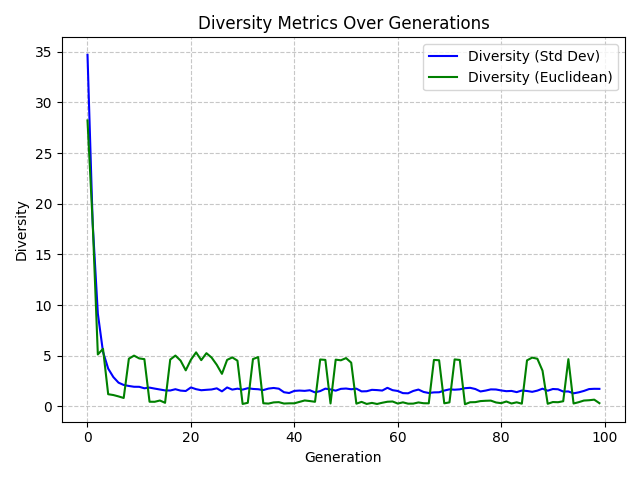 Diversity Metrics Over Generations
Diversity (Std Dev)
Diversity (Euclidean)
Diversity
35
30
25
20
15
10
5
0
0 20 40 60 80 100
Generation